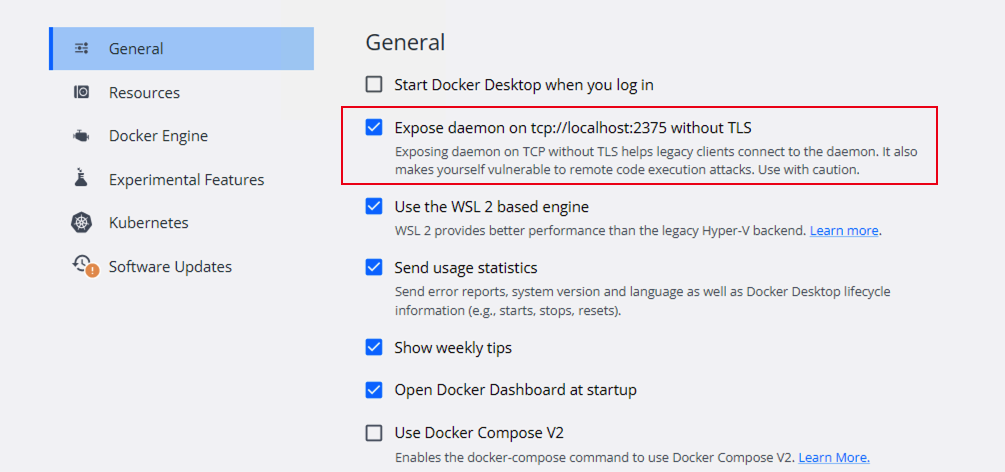 General
Resources
Docker Engine
Experimental Features
Kubernetes
Software Updates
General
Start Docker Desktop when you log in
Expose daemon on tcp://localhost:2375 without TLS
Exposing daemon on TCP without TLS helps legacy clients connect to the daemon. It also
makes yourself vulnerable to remote code execution attacks. Use with caution.
Use the WSL 2 based engine
WSL 2 provides better performance than the legacy Hyper-V backend. Learn more.
Send usage statistics
Send error reports, system version and language as well as Docker Desktop lifecycle
information (e.g., starts, stops, resets).
Show weekly tips
Open Docker Dashboard at startup
Use Docker Compose V2
Enables the docker-compose command to use Docker Compose V2. Learn More.